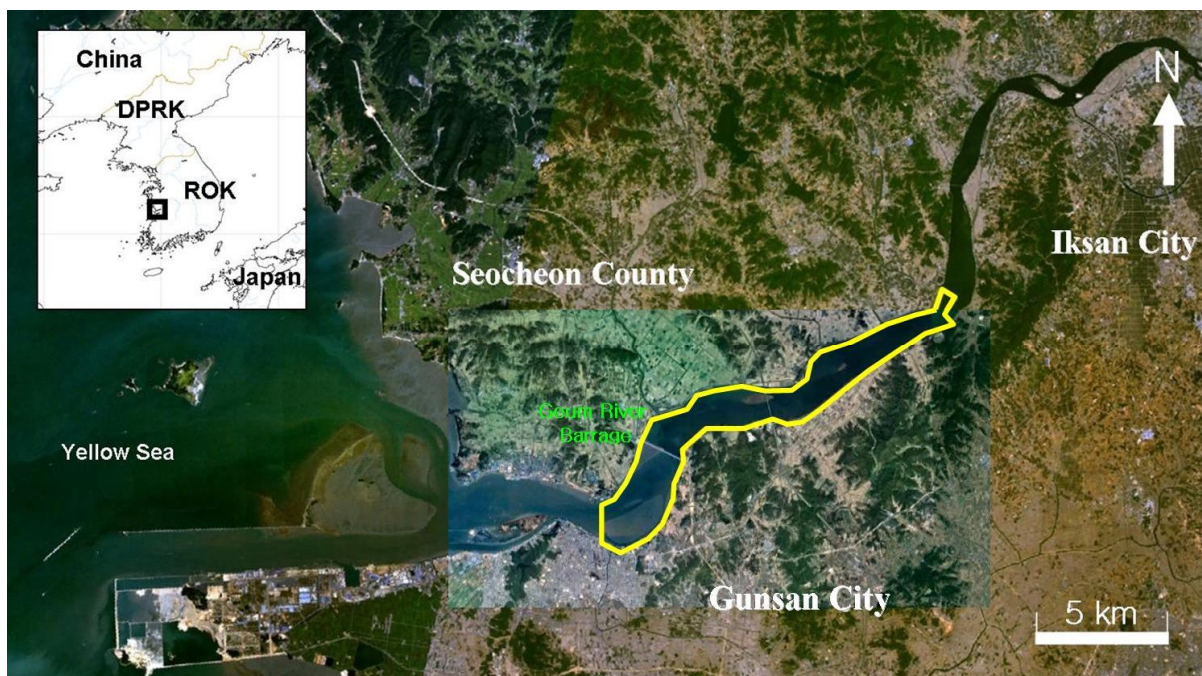 China
DPRK
ROK
Japan
N
Iksan City
Seocheon County
Geum River
Barrage
Yellow Sea
Gunsan City
5 km